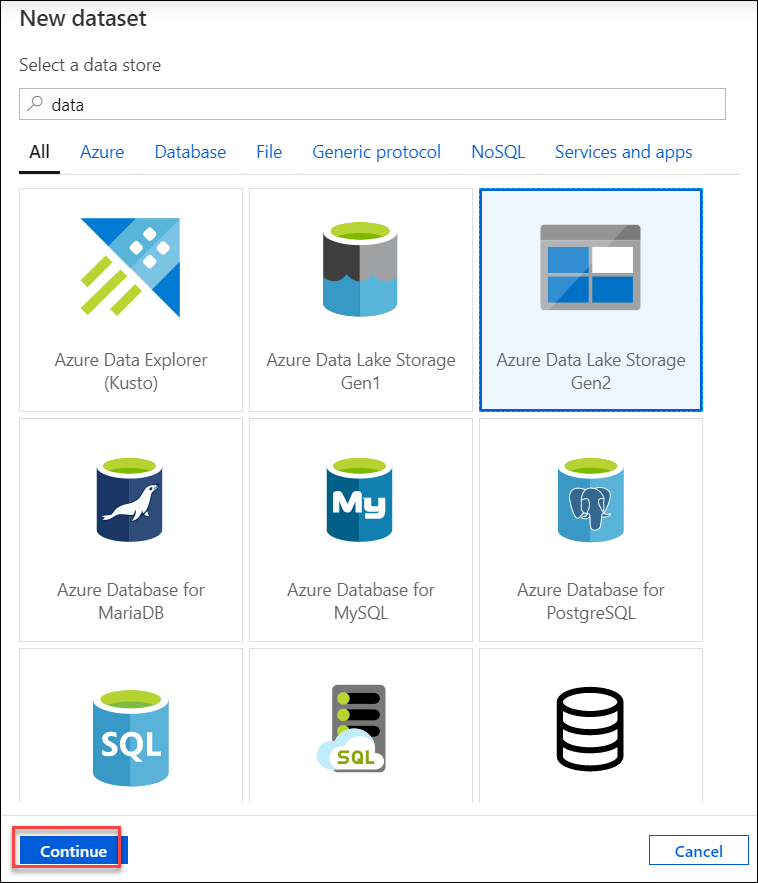 New dataset
Select a data store
data
All Azure Database File Generic protocol NoSQL Services and apps
Azure Data Explorer
(Kusto)
Azure Data Lake Storage
Gen1
Azure Data Lake Storage
Gen2
My
Azure Database for
MariaDB
Azure Database for
MySQL
Azure Database for
PostgreSQL
SQL
SQL
Continue
Cancel